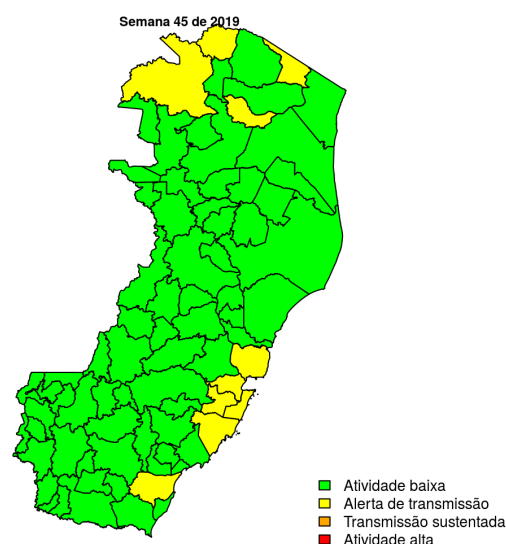 Semana 45 de 2019
Atividade baixa
Alerta de transmissão
Transmissão sustentada
Atividade alta